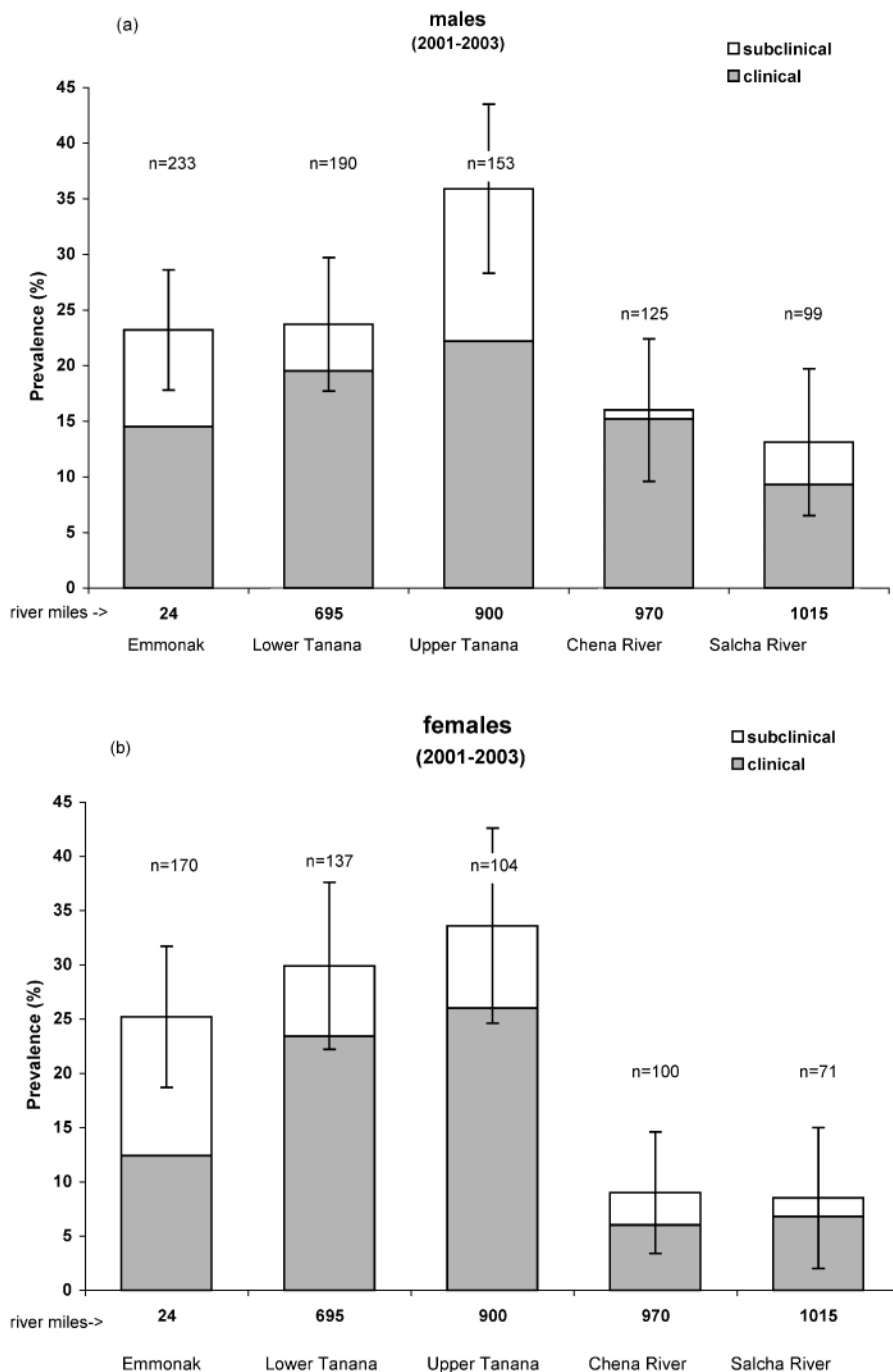 (a)
males
(2001-2003)
subclinical
clinical
45
40
35
30
25
20
15
10
5
0
Prevalence (%)
n=233
n=190
n=153
n=125
n=99
river miles ->
24
695
900
970
1015
Emmonak
Lower Tanana
Upper Tanana
Chena River
Salcha River
(b)
females
(2001-2003)
subclinical
clinical
45
40
35
30
25
20
15
10
5
0
Prevalence (%)
n=170
n=137
n=104
n=100
n=71
river miles->
24
695
900
970
1015
Emmonak
Lower Tanana
Upper Tanana
Chena River
Salcha River